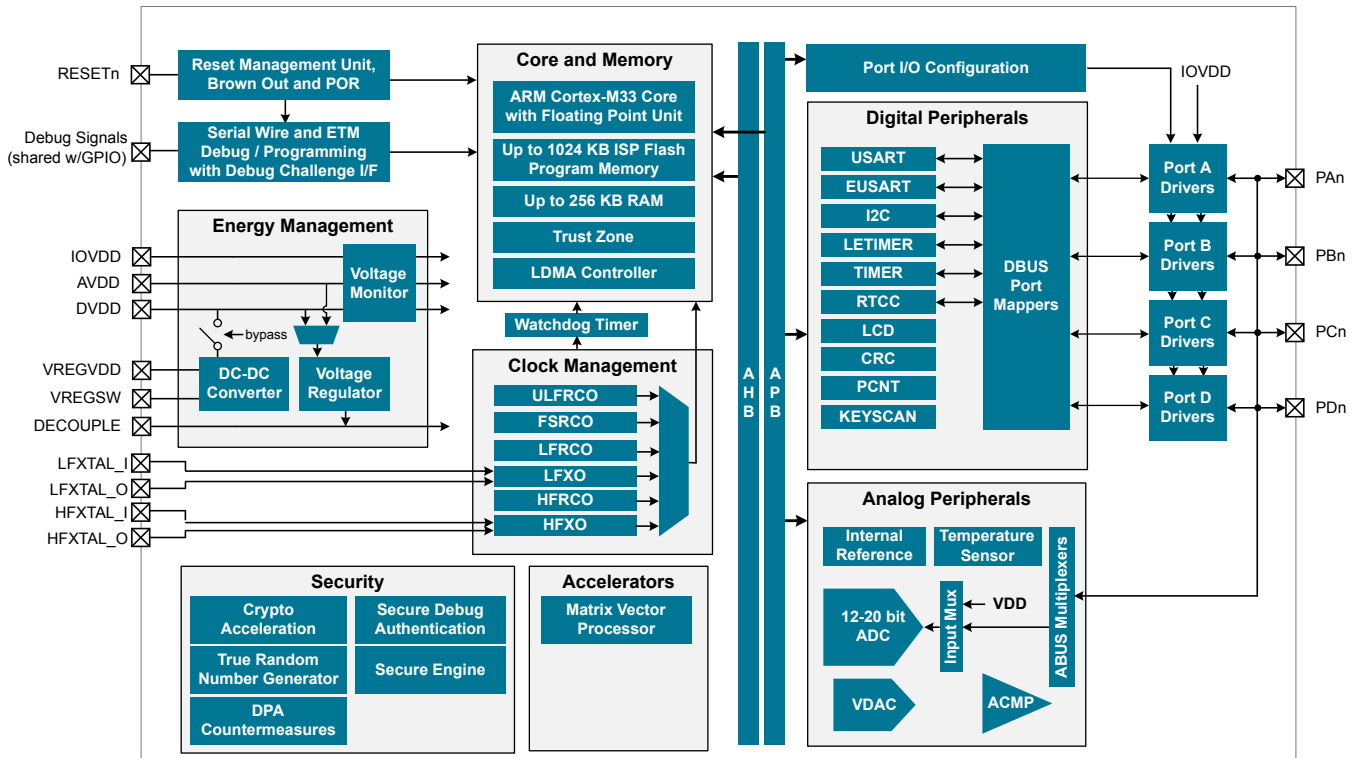 RESETn
Debug Signals
(shared w/GPIO)
IOVDD
AVDD
DVDD
VREGVDD
VREGSW
DECOUPLE
LFXTAL_I
LFXTAL_O
HFXTAL_I
HFXTAL_O
Reset Management Unit,
Brown Out and POR
Serial Wire and ETM
Debug / Programming
with Debug Challenge I/F
Energy Management
Voltage
Monitor
bypass
DC-DC
Converter
Voltage
Regulator
Core and Memory
ARM Cortex-M33 Core
with Floating Point Unit
Up to 1024 KB ISP Flash
Program Memory
Up to 256 KB RAM
Trust Zone
LDMA Controller
Watchdog Timer
Clock Management
ULFRCO
FSRCO
LFRCO
LFXO
HFRCO
HFXO
Security
Crypto
Acceleration
Secure Debug
Authentication
True Random
Number Generator
Secure Engine
DPA
Countermeasures
Accelerators
Matrix Vector
Processor
AHB
APB
Port I/O Configuration
IOVDD
Digital Peripherals
USART
EUSART
I2C
LETIMER
TIMER
RTCC
LCD
CRC
PCNT
KEYSCAN
DBUS
Port
Mappers
Port A
Drivers
Port B
Drivers
Port C
Drivers
Port D
Drivers
PAn
PBn
PCn
PDn
Analog Peripherals
Internal
Reference
Temperature
Sensor
12-20 bit
ADC
Input Mux
VDD
ABUS Multiplexers
VDAC
ACMP